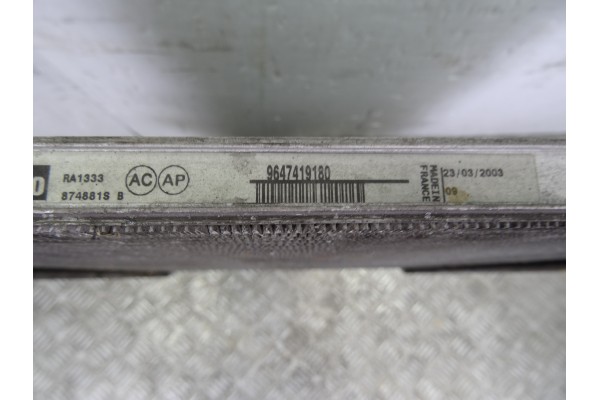 RA1333
874881S B
AC AP
9647419180
MADE IN
FRANCE
23/03/2003
09